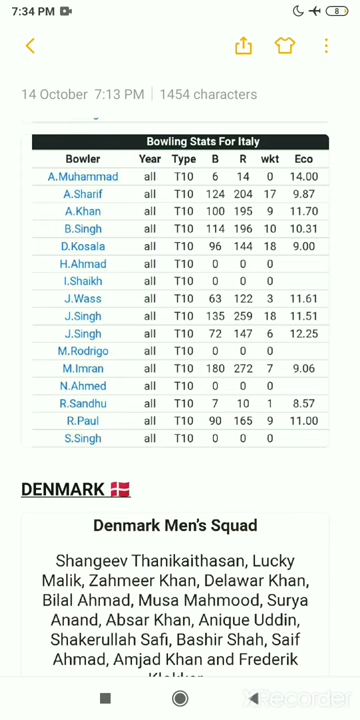 7:34 PM
8
14 October 7:13 PM | 1454 characters
Bowling Stats For Italy
Bowler Year Type B R wkt Eco
A.Muhammad all T10 6 14 0 14.00
A.Sharif all T10 124 204 17 9.87
A.Khan all T10 100 195 9 11.70
B.Singh all T10 114 196 10 10.31
D.Kosala all T10 96 144 18 9.00
H.Ahmad all T10 0 0 0
I.Shaikh all T10 0 0 0
J.Wass all T10 63 122 3 11.61
J.Singh all T10 135 259 18 11.51
J.Singh all T10 72 147 6 12.25
M.Rodrigo all T10 0 0 0
M.Imran all T10 180 272 7 9.06
N.Ahmed all T10 0 0 0
R.Sandhu all T10 7 10 1 8.57
R.Paul all T10 90 165 9 11.00
S.Singh all T10 0 0 0
DENMARK 🇩🇰
Denmark Men's Squad
Shangeev Thanikaithasan, Lucky
Malik, Zahmeer Khan, Delawar Khan,
Bilal Ahmad, Musa Mahmood, Surya
Anand, Absar Khan, Anique Uddin,
Shakerullah Safi, Bashir Shah, Saif
Ahmad, Amjad Khan and Frederik
XRecorder